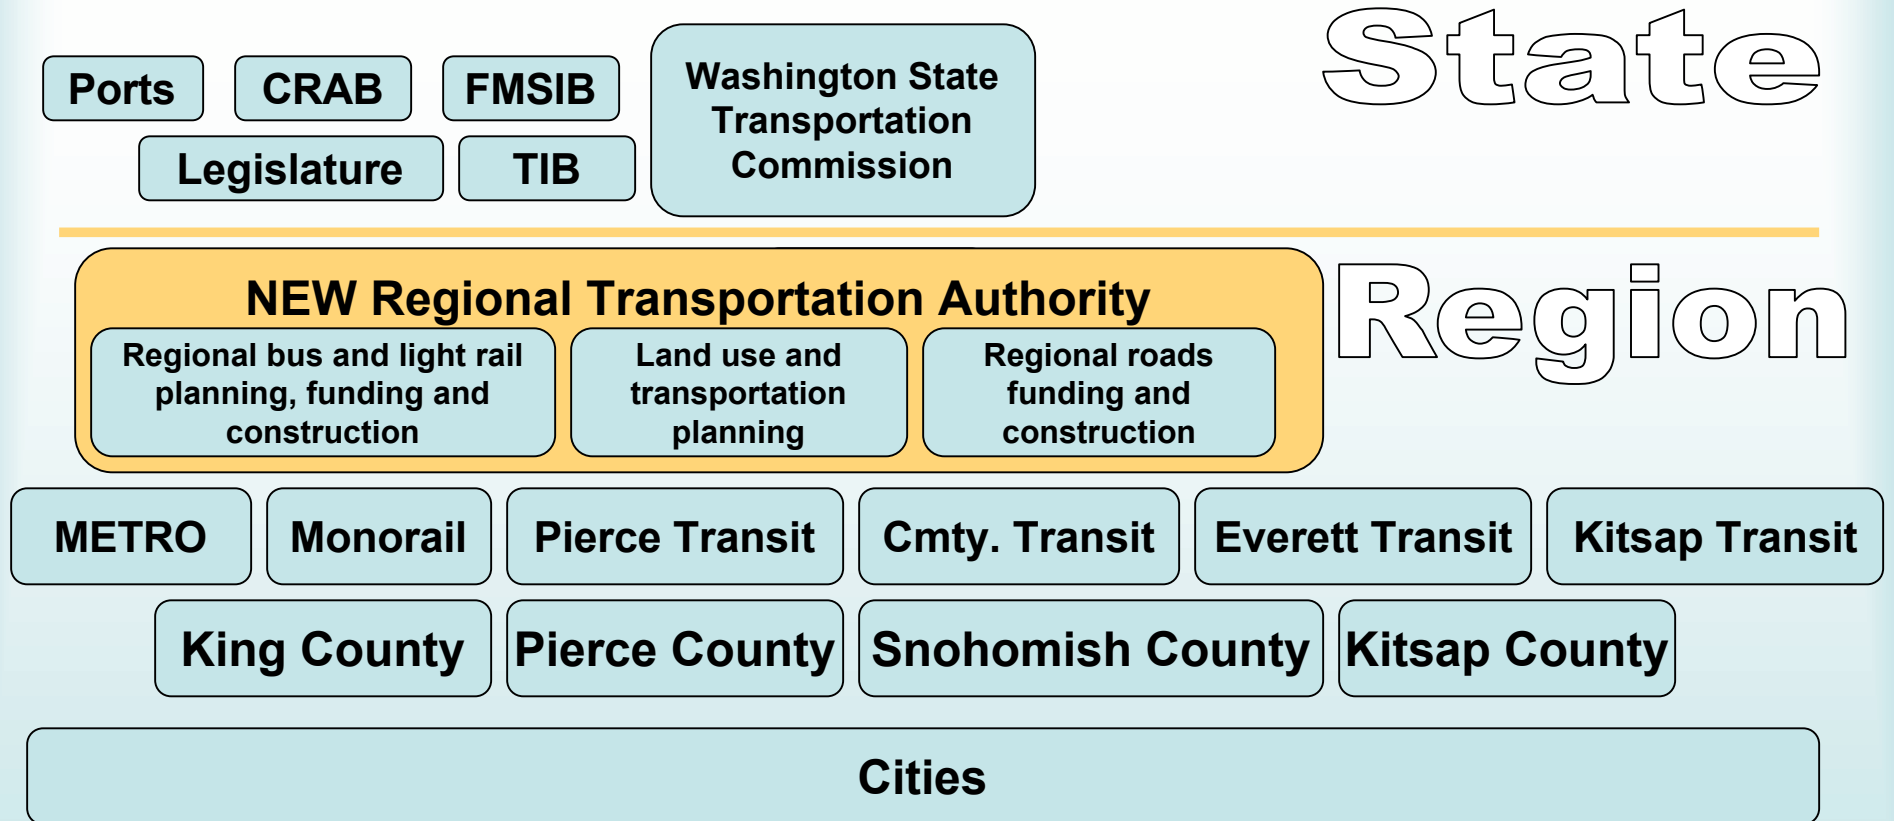 State
Ports
CRAB
FMSIB
Washington State
Transportation
Commission
Legislature
TIB
Region
NEW Regional Transportation Authority
Regional bus and light rail
planning, funding and
construction
Land use and
transportation
planning
Regional roads
funding and
construction
METRO
Monorail
Pierce Transit
Cmty. Transit
Everett Transit
Kitsap Transit
King County
Pierce County
Snohomish County
Kitsap County
Cities